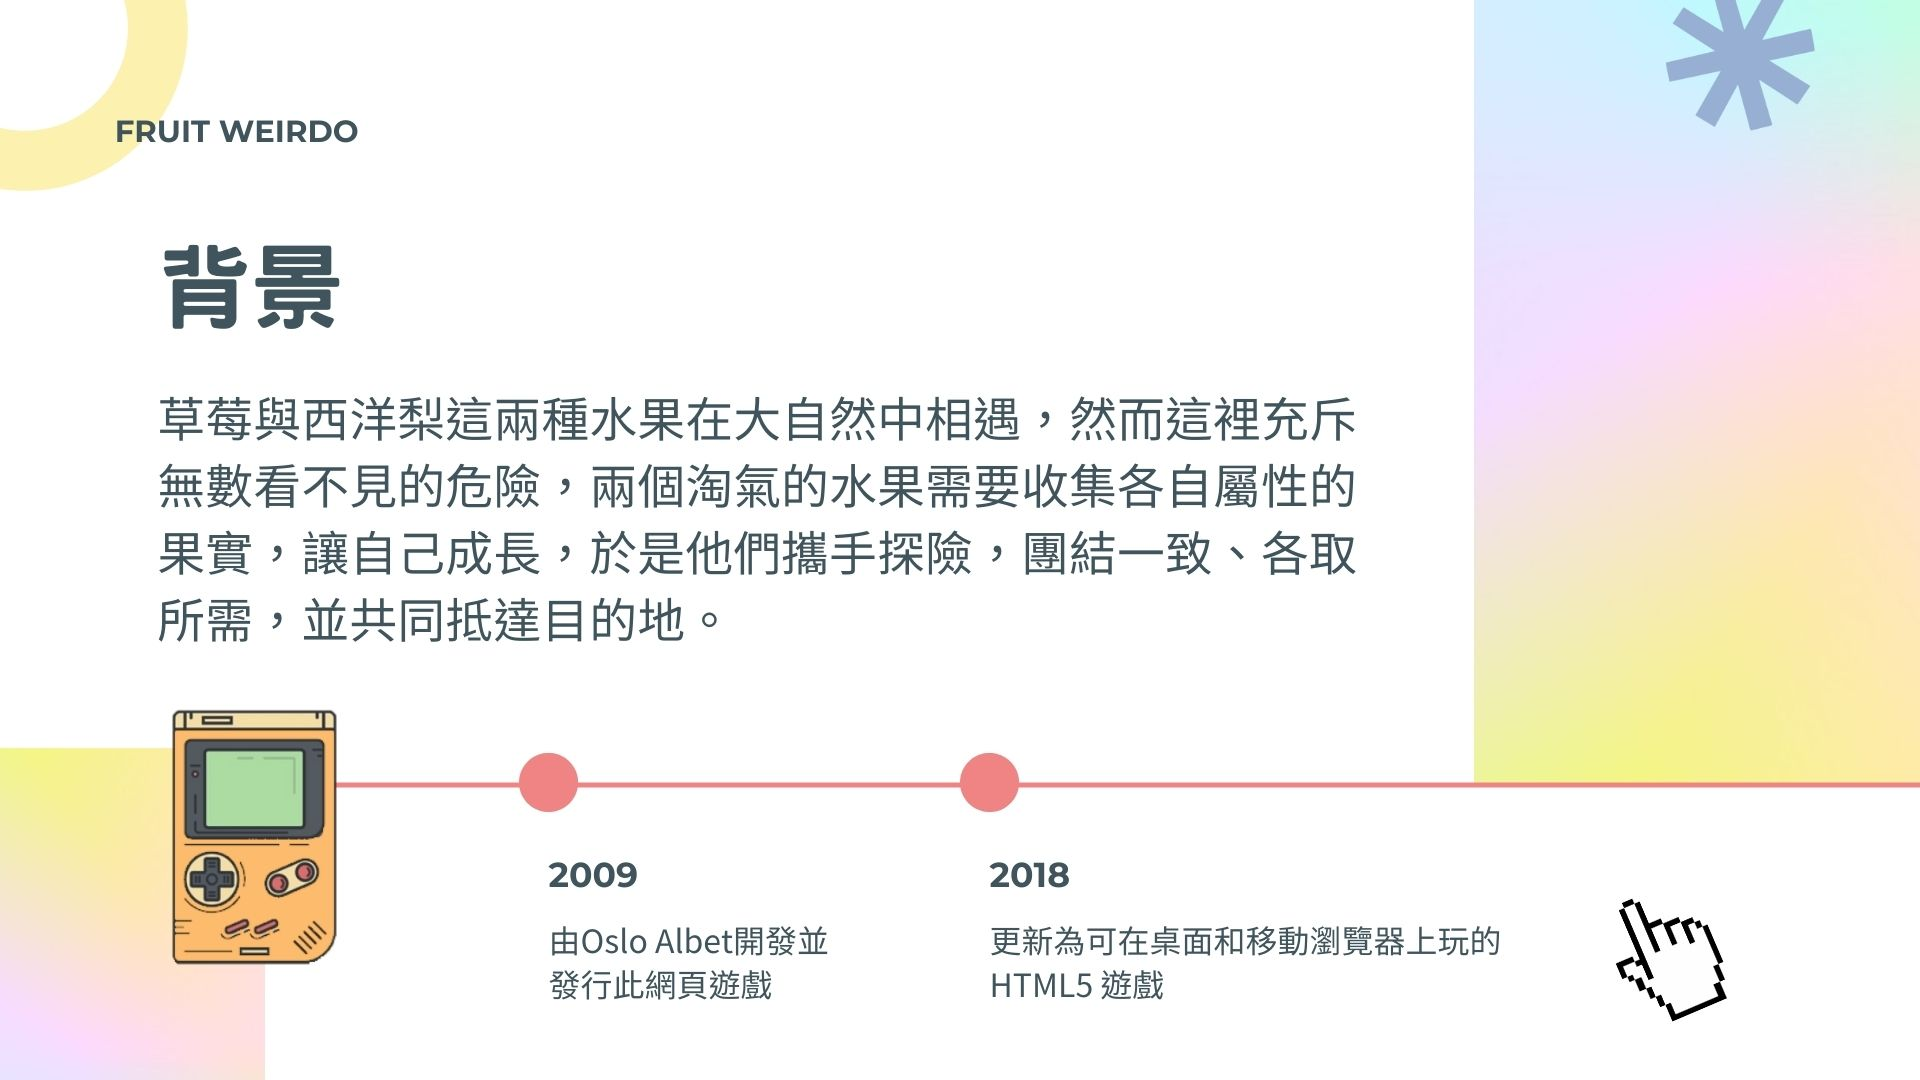 FRUIT WEIRDO
背景
草莓與西洋梨這兩種水果在大自然中相遇，然而這裡充斥
無數看不見的危險，兩個淘氣的水果需要收集各自屬性的
果實，讓自己成長，於是他們攜手探險，團結一致、各取
所需，並共同抵達目的地。
2009
由Oslo Albet開發並
發行此網頁遊戲
2018
更新為可在桌面和移動瀏覽器上玩的
HTML5 遊戲